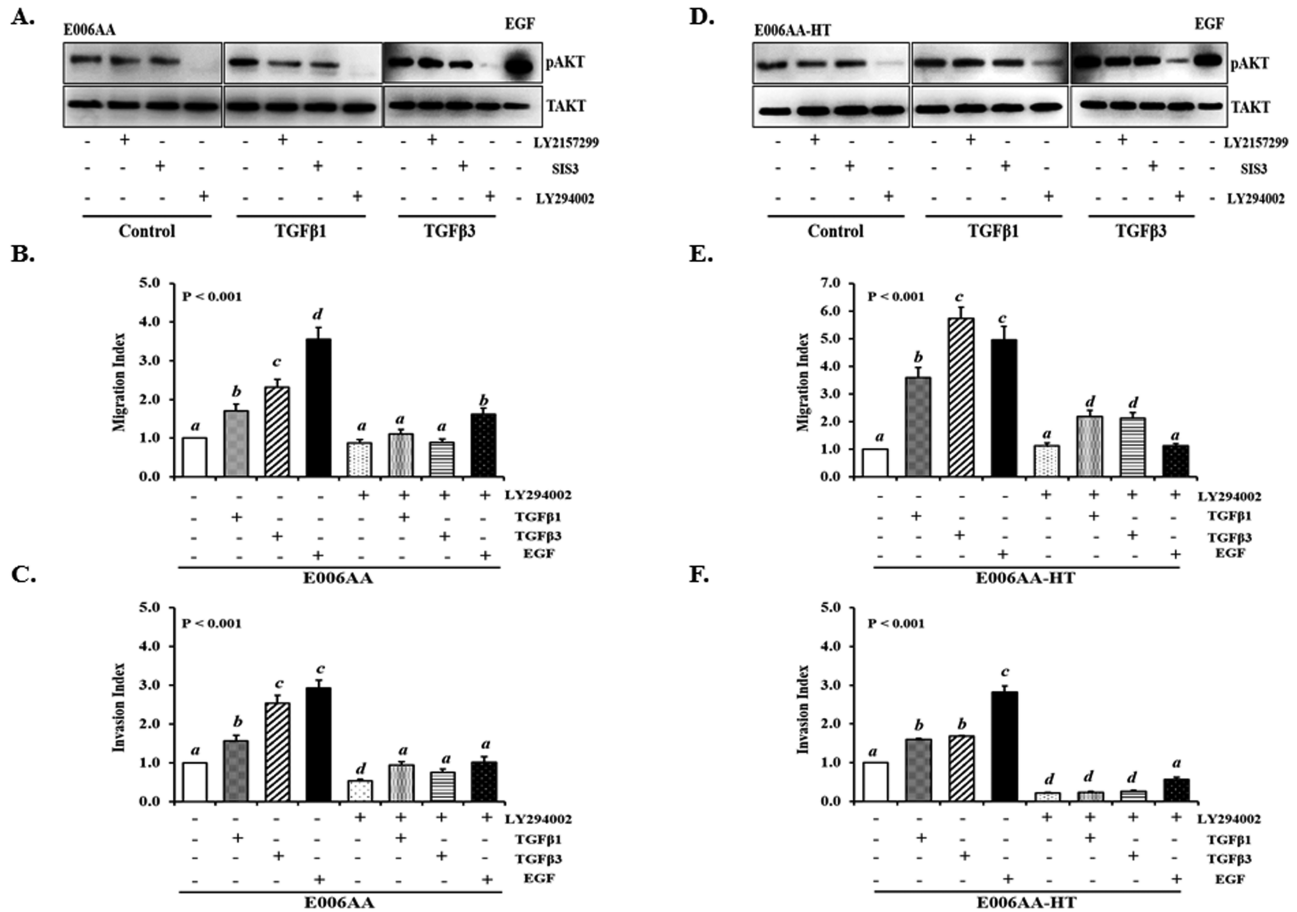 A.
E006AA
EGF
pAKT
TAKT
- + - - - + - - - + - - - LY2157299
- - + - - - + - - - + - - SIS3
- - - + - - - + - - - + - LY294002
Control TGFβ1 TGFβ3
B.
P < 0.001
Migration Index
5.0
4.0
3.0
2.0
1.0
0.0
a b c d a a a b
- - - - + + + + LY294002
- + - - - + - - TGFβ1
- - + - - - + - TGFβ3
- - - + - - - + EGF
E006AA
C.
P < 0.001
Invasion Index
5.0
4.0
3.0
2.0
1.0
0.0
a b c c d a a a
- - - - + + + + LY294002
- + - - - + - - TGFβ1
- - + - - - + - TGFβ3
- - - + - - - + EGF
E006AA
D.
E006AA-HT
EGF
pAKT
TAKT
- + - - - + - - - + - - - LY2157299
- - + - - - + - - - + - - SIS3
- - - + - - - + - - - + - LY294002
Control TGFβ1 TGFβ3
E.
P < 0.001
Migration Index
7.0
6.0
5.0
4.0
3.0
2.0
1.0
0.0
a b c c a d d a
- - - - + + + + LY294002
- + - - - + - - TGFβ1
- - + - - - + - TGFβ3
- - - + - - - + EGF
E006AA-HT
F.
P < 0.001
Invasion Index
5.0
4.0
3.0
2.0
1.0
0.0
a b b c d d d a
- - - - + + + + LY294002
- + - - - + - - TGFβ1
- - + - - - + - TGFβ3
- - - + - - - + EGF
E006AA-HT